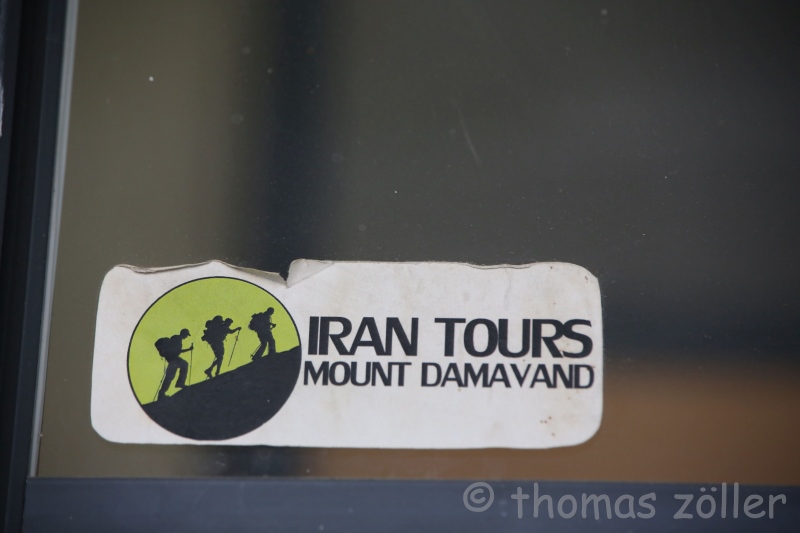 IRAN TOURS
MOUNT DAMAVAND
© thomas zöller